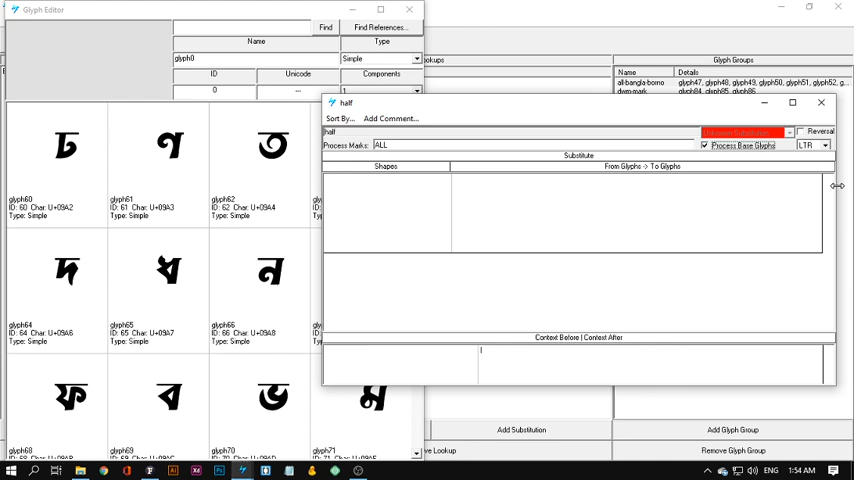 Glyph Editor
Find
Find References...
Name
Type
glyph0
Simple
ID
Unicode
Components
0
---
1
ookups
Glyph Groups
Name
Details
all-bangla-borno
glyph47, glyph48, glyph49, glyph50, glyph51, glyph52, g...
glyph84, glyph85, glyph86
half
Sort By...
Add Comment...
half
Unknown Substitution
Reversal
Process Marks:
ALL
Process Base Glyphs
LTR
Substitute
Shapes
From Glyphs -> To Glyphs
Context Before | Context After
ঢ
ণ
ত
glyph60
glyph61
glyph62
ID: 60 Char: U+09A2
ID: 61 Char: U+09A3
ID: 62 Char: U+09A4
Type: Simple
Type: Simple
Type: Simple
দ
ধ
ন
glyph64
glyph65
glyph66
ID: 64 Char: U+09A6
ID: 65 Char: U+09A7
ID: 66 Char: U+09A8
Type: Simple
Type: Simple
Type: Simple
ফ
ব
ভ
ম
glyph68
glyph69
glyph70
glyph71
Add Substitution
Add Glyph Group
ve Lookup
Remove Glyph Group
ENG
1:54 AM